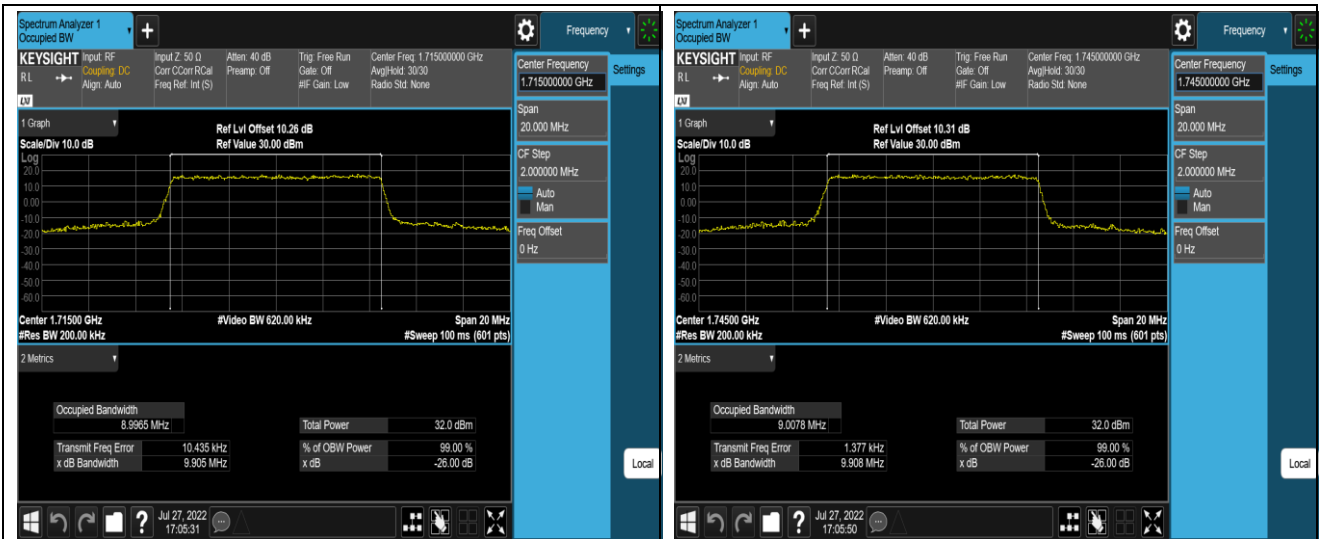 Spectrum Analyzer 1
Occupied BW
+
Frequency
KEYSIGHT Input: RF Input Z: 50 Ω Atten: 40 dB Trig: Free Run Center Freq: 1.715000000 GHz
RL Coupling: DC Corr CCorr RCal Preamp: Off Gate: Off Avg|Hold: 30/30
Align: Auto Freq Ref: Int (S) #IF Gain: Low Radio Std: None
LXI
Center Frequency
1.715000000 GHz
Settings
Span
20.000 MHz
CF Step
2.000000 MHz
Auto
Man
Freq Offset
0 Hz
1 Graph
Ref Lvl Offset 10.26 dB
Scale/Div 10.0 dB Ref Value 30.00 dBm
Log
20.0
10.0
0.00
-10.0
-20.0
-30.0
-40.0
-50.0
-60.0
Center 1.71500 GHz #Video BW 620.00 kHz Span 20 MHz
#Res BW 200.00 kHz #Sweep 100 ms (601 pts)
2 Metrics
Occupied Bandwidth
8.9965 MHz Total Power 32.0 dBm
Transmit Freq Error 10.435 kHz % of OBW Power 99.00 %
x dB Bandwidth 9.905 MHz x dB -26.00 dB
Local
? Jul 27, 2022
17:05:31
Spectrum Analyzer 1
Occupied BW
+
Frequency
KEYSIGHT Input: RF Input Z: 50 Ω Atten: 40 dB Trig: Free Run Center Freq: 1.745000000 GHz
RL Coupling: DC Corr CCorr RCal Preamp: Off Gate: Off Avg|Hold: 30/30
Align: Auto Freq Ref: Int (S) #IF Gain: Low Radio Std: None
LXI
Center Frequency
1.745000000 GHz
Settings
Span
20.000 MHz
CF Step
2.000000 MHz
Auto
Man
Freq Offset
0 Hz
1 Graph
Ref Lvl Offset 10.31 dB
Scale/Div 10.0 dB Ref Value 30.00 dBm
Log
20.0
10.0
0.00
-10.0
-20.0
-30.0
-40.0
-50.0
-60.0
Center 1.74500 GHz #Video BW 620.00 kHz Span 20 MHz
#Res BW 200.00 kHz #Sweep 100 ms (601 pts)
2 Metrics
Occupied Bandwidth
9.0078 MHz Total Power 32.0 dBm
Transmit Freq Error 1.377 kHz % of OBW Power 99.00 %
x dB Bandwidth 9.908 MHz x dB -26.00 dB
Local
? Jul 27, 2022
17:05:50